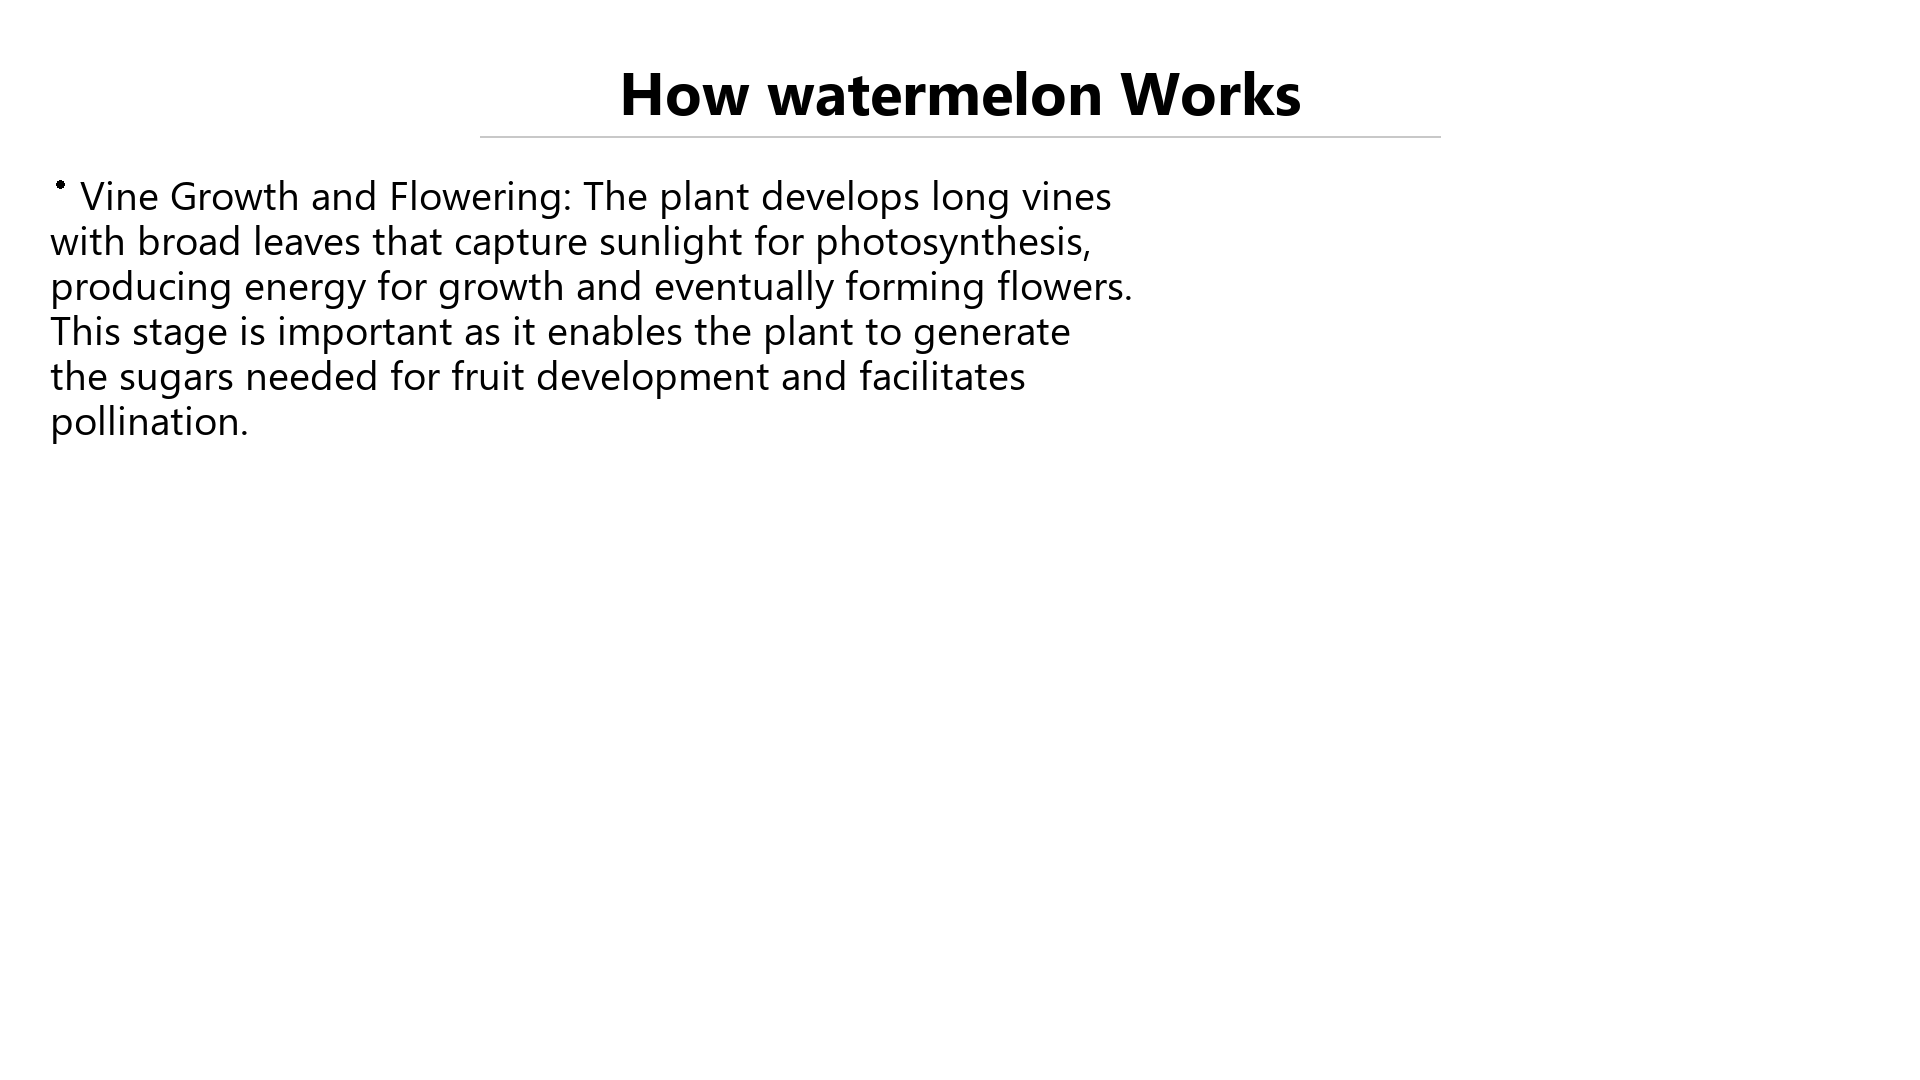 How watermelon Works
• Vine Growth and Flowering: The plant develops long vines
with broad leaves that capture sunlight for photosynthesis,
producing energy for growth and eventually forming flowers.
This stage is important as it enables the plant to generate
the sugars needed for fruit development and facilitates
pollination.